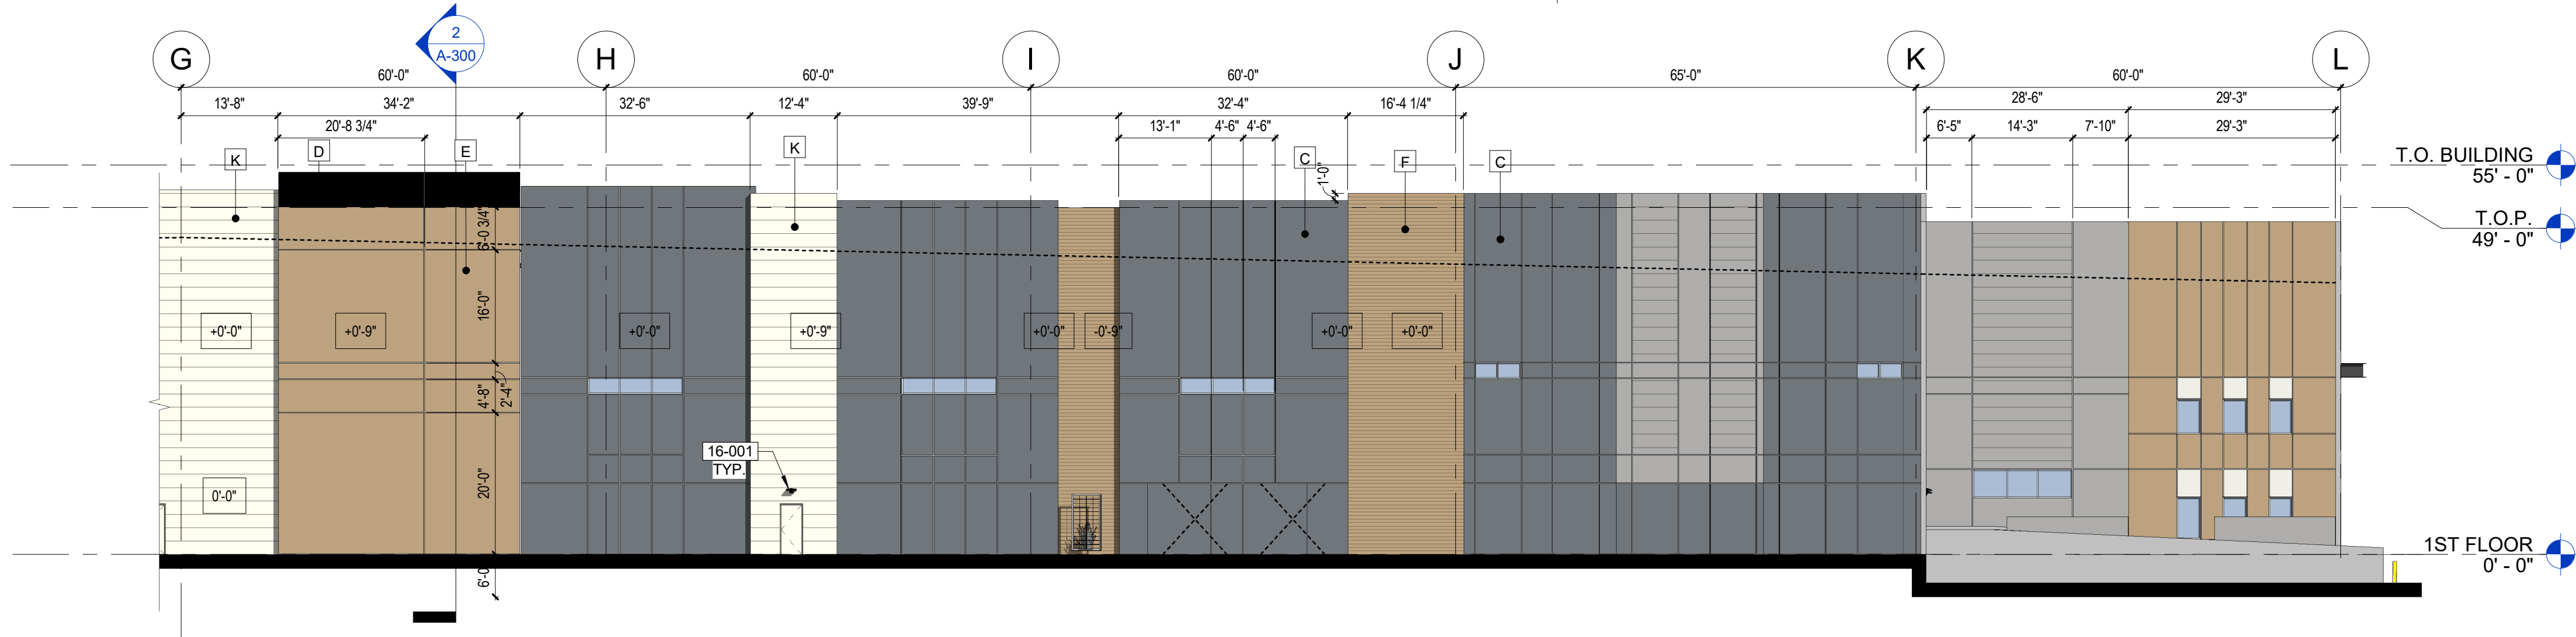 2
A-300
G
H
I
J
K
L
60'-0"
60'-0"
60'-0"
65'-0"
60'-0"
13'-8"
34'-2"
32'-6"
12'-4"
39'-9"
32'-4"
16'-4 1/4"
28'-6"
29'-3"
20'-8 3/4"
13'-1"
4'-6"
4'-6"
6'-5"
14'-3"
7'-10"
29'-3"
K
D
E
K
C
F
C
1'-0"
T.O. BUILDING
55' - 0"
T.O.P.
49' - 0"
6'-0 3/4"
16'-0"
+0'-0"
+0'-9"
+0'-0"
+0'-9"
+0'-0"
-0'-9"
+0'-0"
+0'-0"
4'-8"
2'-4"
16-001
TYP.
20'-0"
0'-0"
1ST FLOOR
0' - 0"
6'-0